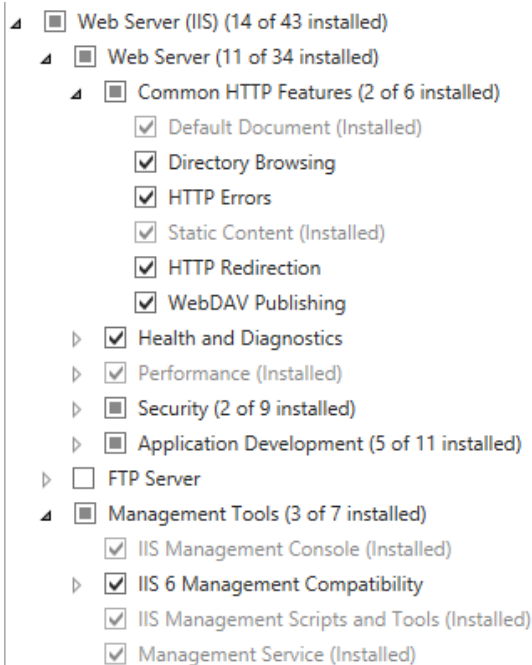 Web Server (IIS) (14 of 43 installed)
Web Server (11 of 34 installed)
Common HTTP Features (2 of 6 installed)
Default Document (Installed)
Directory Browsing
HTTP Errors
Static Content (Installed)
HTTP Redirection
WebDAV Publishing
Health and Diagnostics
Performance (Installed)
Security (2 of 9 installed)
Application Development (5 of 11 installed)
FTP Server
Management Tools (3 of 7 installed)
IIS Management Console (Installed)
IIS 6 Management Compatibility
IIS Management Scripts and Tools (Installed)
Management Service (Installed)